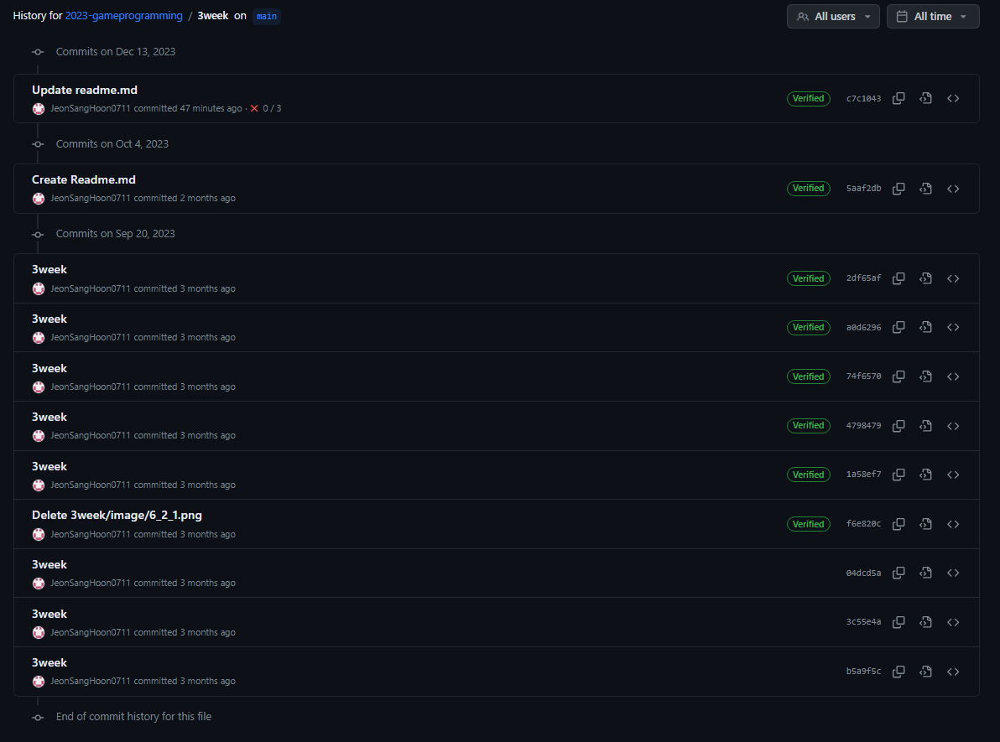 History for 2023-gameprogramming / 3week on main
All users
All time
Commits on Dec 13, 2023
Update readme.md
JeonSangHoon0711 committed 47 minutes ago · 0 / 3
Verified
c7c1043
Commits on Oct 4, 2023
Create Readme.md
JeonSangHoon0711 committed 2 months ago
Verified
5aaf2db
Commits on Sep 20, 2023
3week
JeonSangHoon0711 committed 3 months ago
Verified
2df65af
3week
JeonSangHoon0711 committed 3 months ago
Verified
a0d6296
3week
JeonSangHoon0711 committed 3 months ago
Verified
74f6570
3week
JeonSangHoon0711 committed 3 months ago
Verified
4798479
3week
JeonSangHoon0711 committed 3 months ago
Verified
1a58ef7
Delete 3week/image/6_2_1.png
JeonSangHoon0711 committed 3 months ago
Verified
f6e820c
3week
JeonSangHoon0711 committed 3 months ago
04dcd5a
3week
JeonSangHoon0711 committed 3 months ago
3c55e4a
3week
JeonSangHoon0711 committed 3 months ago
b5a9f5c
End of commit history for this file